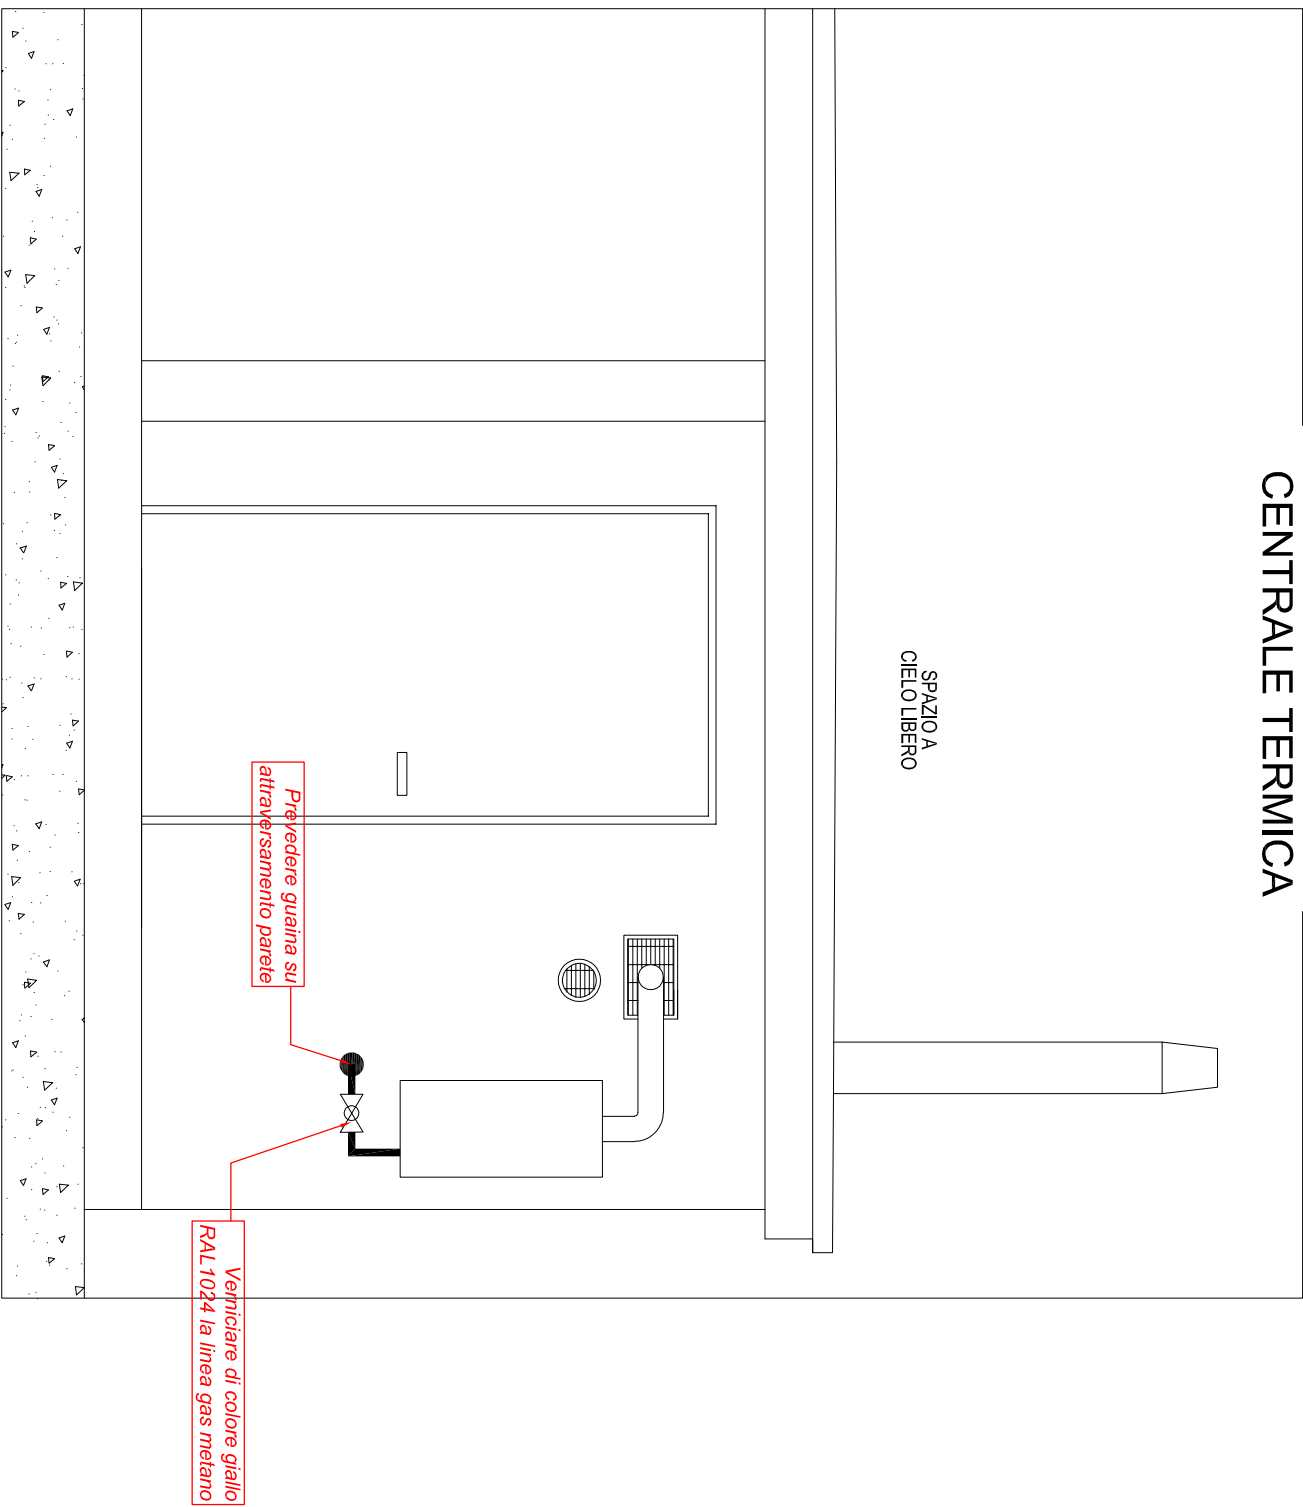 CENTRALE TERMICA
SPAZIO A
CIELO LIBERO
Prevedere guaina su
attraversamento parete
Verniciare di colore giallo
RAL1024 la linea gas metano